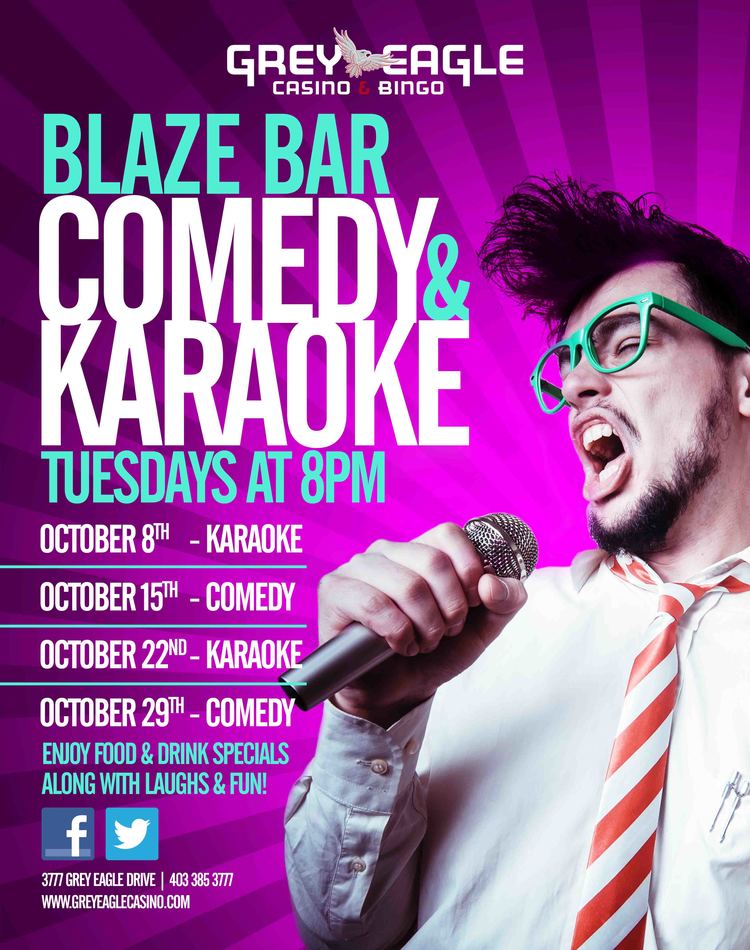 GREY EAGLE
CASINO & BINGO
BLAZE BAR
COMEDY &
KARAOKE
TUESDAYS AT 8PM
OCTOBER 8TH - KARAOKE
OCTOBER 15TH - COMEDY
OCTOBER 22ND - KARAOKE
OCTOBER 29TH - COMEDY
ENJOY FOOD & DRINK SPECIALS
ALONG WITH LAUGHS & FUN!
f
3777 GREY EAGLE DRIVE | 403 385 3777
WWW.GREYEAGLECASINO.COM